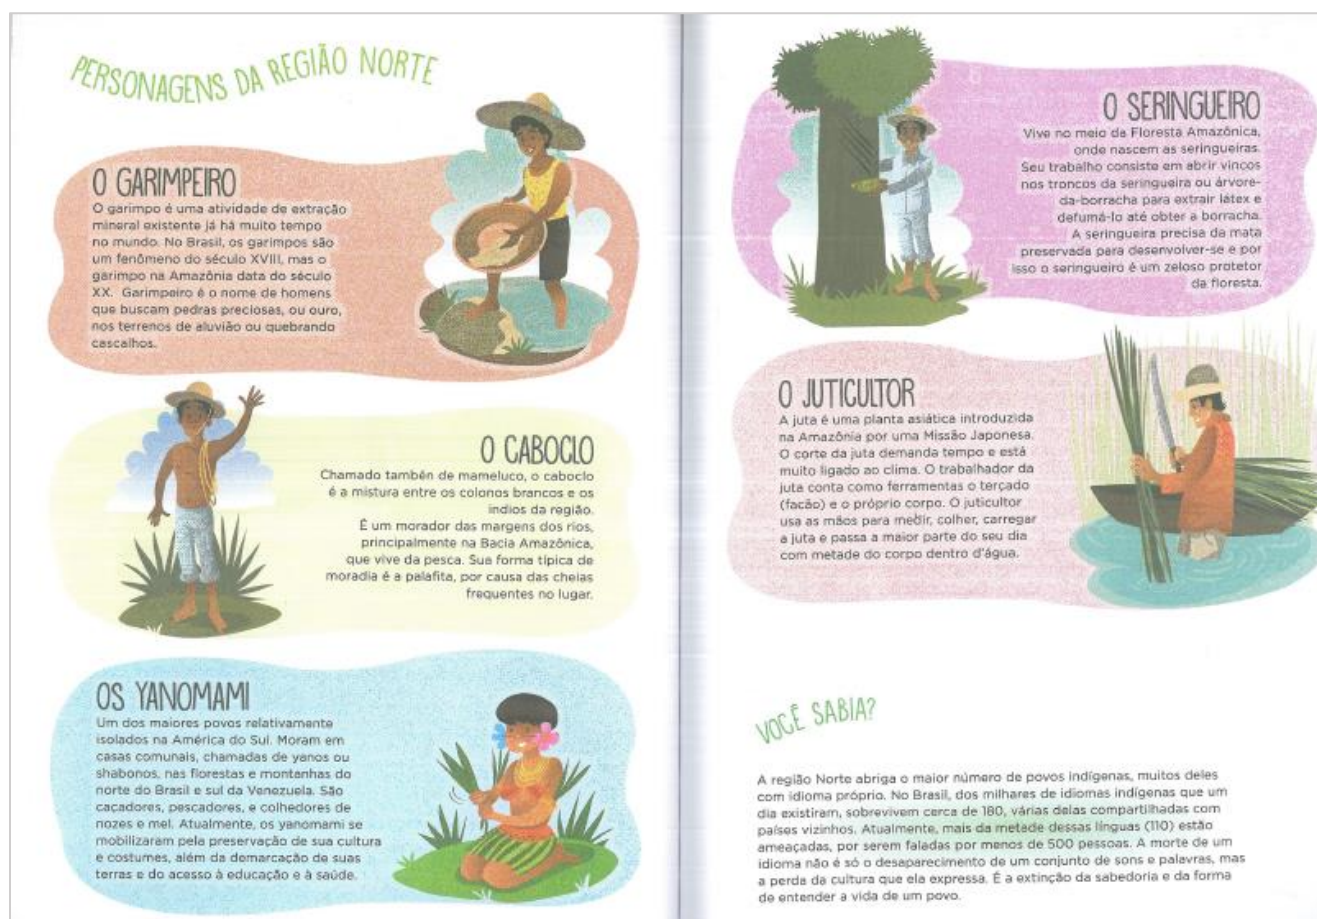 PERSONAGENS DA REGIÃO NORTE
O GARIMPEIRO
O garimpo é uma atividade de extração
mineral existente já há muito tempo
no mundo. No Brasil, os garimpos são
um fenômeno do século XVIII, mas o
garimpo na Amazônia data do século
XX. Garimpeiro é o nome de homens
que buscam pedras preciosas, ou ouro,
nos terrenos de aluvião ou quebrando
cascalhos.
O CABOCLO
Chamado tambén de mameluco, o caboclo
é a mistura entre os colonos brancos e os
índios da região.
É um morador das margens dos rios,
principalmente na Bacia Amazônica,
que vive da pesca. Sua forma típica de
moradia é a palafita, por causa das cheias
frequentes no lugar.
OS YANOMAMI
Um dos maiores povos relativamente
isolados na América do Sul. Moram em
casas comunais, chamadas de yanos ou
shabonos, nas florestas e montanhas do
norte do Brasil e sul da Venezuela. São
caçadores, pescadores, e colhedores de
nozes e mel. Atualmente, os yanomami se
mobilizaram pela preservação de sua cultura
e costumes, além da demarcação de suas
terras e do acesso à educação e à saúde.
O SERINGUEIRO
Vive no meio da Floresta Amazônica,
onde nascem as seringueiras.
Seu trabalho consiste em abrir vincos
nos troncos da seringueira ou árvore-
da-borracha para extrair látex e
defumá-lo até obter a borracha.
A seringueira precisa da mata
preservada para desenvolver-se e por
isso o seringueiro é um zeloso protetor
da floresta.
O JUTICULTOR
A juta é uma planta asiática introduzida
na Amazônia por uma Missão Japonesa.
O corte da juta demanda tempo e está
muito ligado ao clima. O trabalhador da
juta conta como ferramentas o terçado
(facão) e o próprio corpo. O juticultor
usa as mãos para medir, colher, carregar
a juta e passa a maior parte do seu dia
com metade do corpo dentro d'água.
VOCÊ SABIA?
A região Norte abriga o maior número de povos indígenas, muitos deles
com idioma próprio. No Brasil, dos milhares de idiomas indígenas que um
dia existiram, sobrevivem cerca de 180, várias delas compartilhadas com
países vizinhos. Atualmente, mais da metade dessas línguas (110) estão
ameaçadas, por serem faladas por menos de 500 pessoas. A morte de um
idioma não é só o desaparecimento de um conjunto de sons e palavras, mas
a perda da cultura que ela expressa. É a extinção da sabedoria e da forma
de entender a vida de um povo.